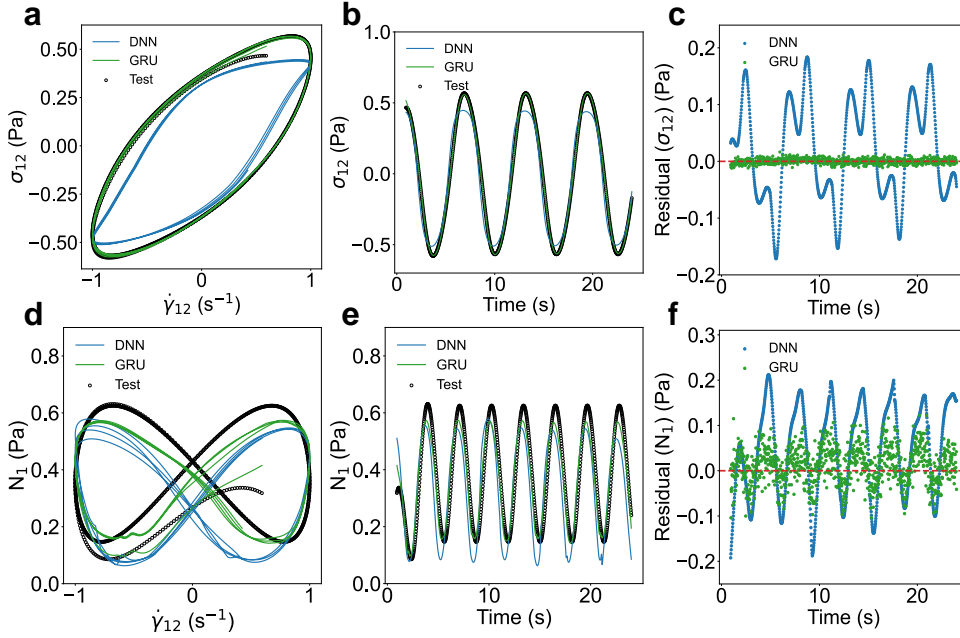 a
DNN
GRU
Test
0.50
0.25
0.00
−0.25
−0.50
σ12 (Pa)
−1
0
1
γ̇12 (s−1)
b
1.0
0.5
0.0
−0.5
σ12 (Pa)
DNN
GRU
Test
0
10
20
Time (s)
c
DNN
GRU
0.2
0.1
0.0
−0.1
−0.2
Residual (σ12) (Pa)
0
10
20
Time (s)
d
DNN
GRU
Test
0.8
0.6
0.4
0.2
0.0
N1 (Pa)
−1
0
1
γ̇12 (s−1)
e
DNN
GRU
Test
0.8
0.6
0.4
0.2
0.0
N1 (Pa)
0
5
10
15
20
25
Time (s)
f
DNN
GRU
0.3
0.2
0.1
0.0
−0.1
−0.2
Residual (N1) (Pa)
0
5
10
15
20
25
Time (s)